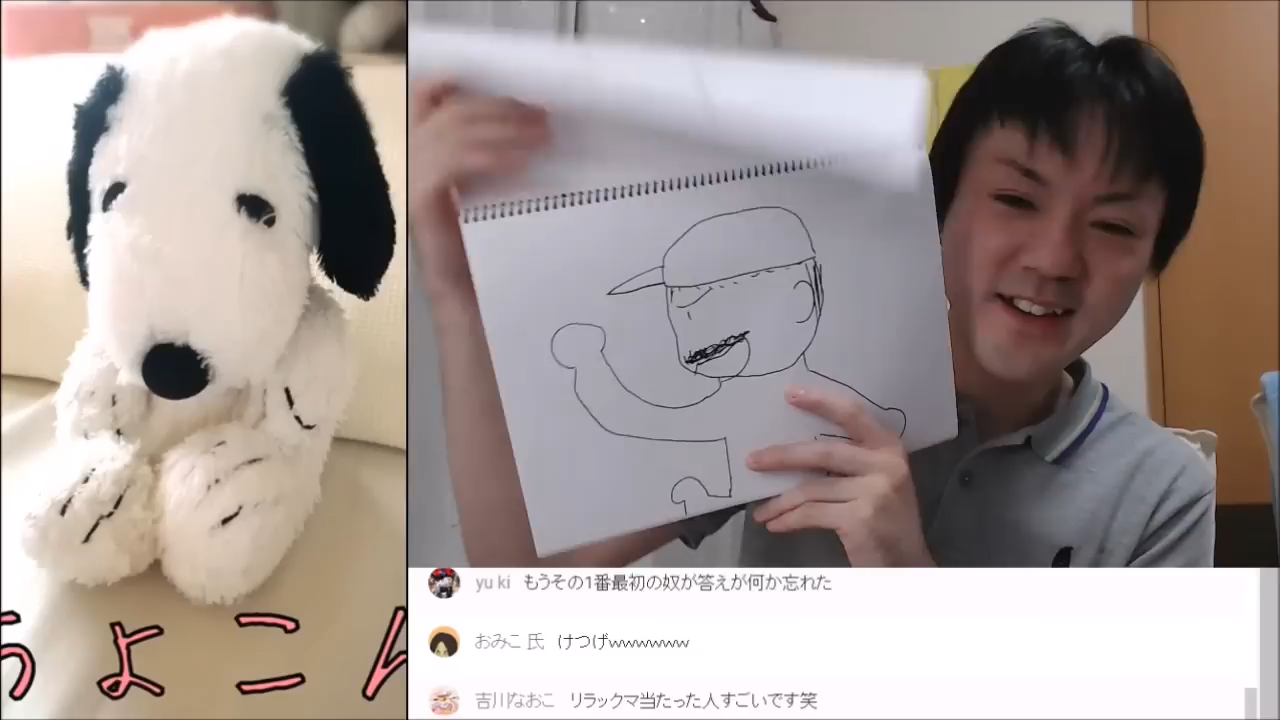 うよこん
yu ki もうその1番最初の奴が答えが何か忘れた
おみこ 氏 けつげwwwwww
吉川なおこ リラックマ当たった人すごいです笑